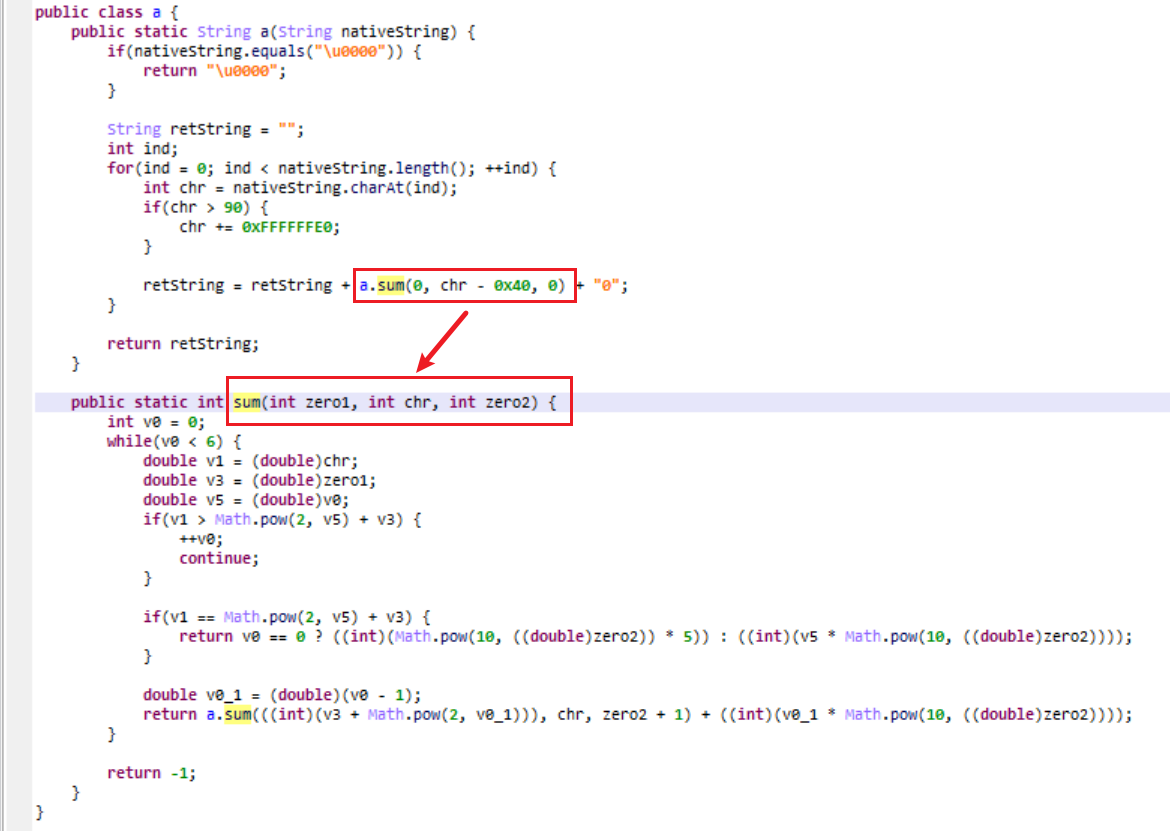 public class a {
    public static String a(String nativeString) {
        if(nativeString.equals("\u0000")) {
            return "\u0000";
        }

        String retString = "";
        int ind;
        for(ind = 0; ind < nativeString.length(); ++ind) {
            int chr = nativeString.charAt(ind);
            if(chr > 90) {
                chr += 0xFFFFFFE0;
            }

            retString = retString + a.sum(0, chr - 0x40, 0) + "0";
        }

        return retString;
    }

    public static int sum(int zero1, int chr, int zero2) {
        int v0 = 0;
        while(v0 < 6) {
            double v1 = (double)chr;
            double v3 = (double)zero1;
            double v5 = (double)v0;
            if(v1 > Math.pow(2, v5) + v3) {
                ++v0;
                continue;
            }

            if(v1 == Math.pow(2, v5) + v3) {
                return v0 == 0 ? ((int)(Math.pow(10, ((double)zero2)) * 5)) : ((int)(v5 * Math.pow(10, ((double)zero2))));
            }

            double v0_1 = (double)(v0 - 1);
            return a.sum(((int)(v3 + Math.pow(2, v0_1))), chr, zero2 + 1) + ((int)(v0_1 * Math.pow(10, ((double)zero2))));
        }

        return -1;
    }
}